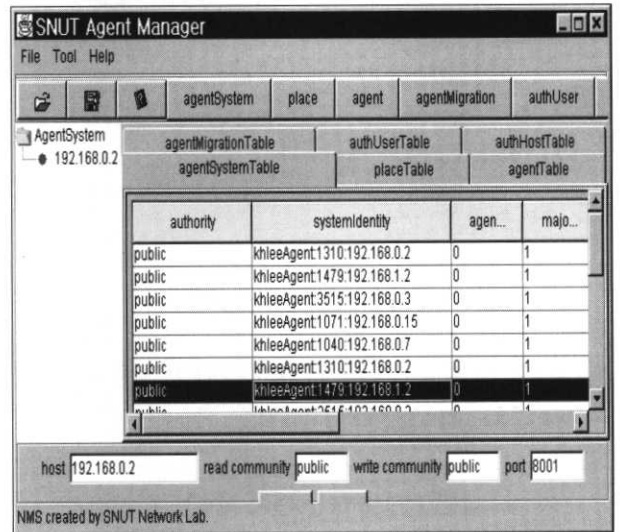 SNUT Agent Manager
File Tool Help
agentSystem place agent agentMigration authUser
AgentSystem
192.168.0.2
agentMigrationTable authUserTable authHostTable
agentSystemTable placeTable agentTable
authority systemIdentity agen... majo...
public khleeAgent:1310:192.168.0.2 0 1
public khleeAgent:1479:192.168.1.2 0 1
public khleeAgent:3515:192.168.0.3 0 1
public khleeAgent:1071:192.168.0.15 0 1
public khleeAgent:1040:192.168.0.7 0 1
public khleeAgent:1310:192.168.0.2 0 1
public khleeAgent:1479:192.168.1.2 0 1
public
host 192.168.0.2 read community public write community public port 8001
NMS created by SNUT Network Lab.